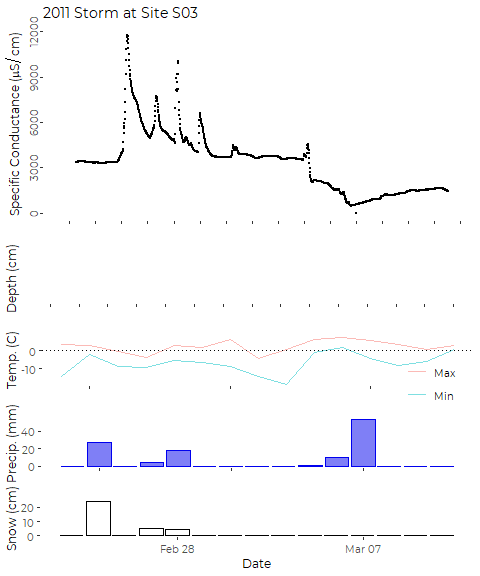 2011 Storm at Site S03
Specific Conductance (µS/cm)
12000
9000
6000
3000
0
Depth (cm)
Temp. (C)
0
-10
Max
Min
Precip. (mm)
40
20
0
Snow (cm)
20
10
0
Feb 28
Mar 07
Date